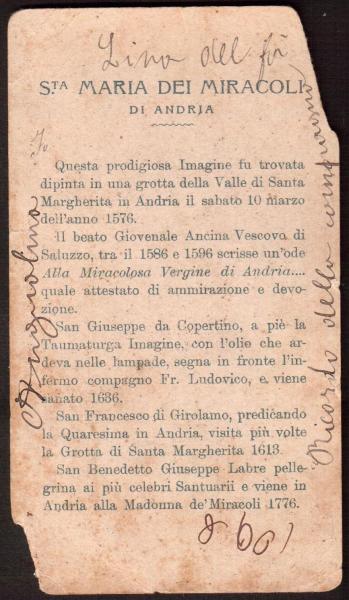 Lina del
STA MARIA DEI MIRACOLI
DI ANDRIA
Questa prodigiosa Imagine fu trovata
dipinta in una grotta della Valle di Santa
Margherita in Andria il sabato 10 marzo
dell'anno 1576.
Il beato Giovenale Ancina Vescovo di
Saluzzo, tra il 1586 e 1596 scrisse un'ode
Alla Miracolosa Vergine di Andria....
quale attestato di ammirazione e devo-
zione.
San Giuseppe da Copertino, a piè la
Taumaturga Imagine, con l'olie che ar-
deva nelle lampade, segna in fronte l'in-
fermo compagno Fr. Ludovico, e viene
sanato 1636.
San Francesco di Girolamo, predicando
la Quaresima in Andria, visita più volte
la Grotta di Santa Margherita 1613.
San Benedetto Giuseppe Labre pelle-
grina ai più celebri Santuarii e viene in
Andria alla Madonna de' Miracoli 1776.
Ricordo della